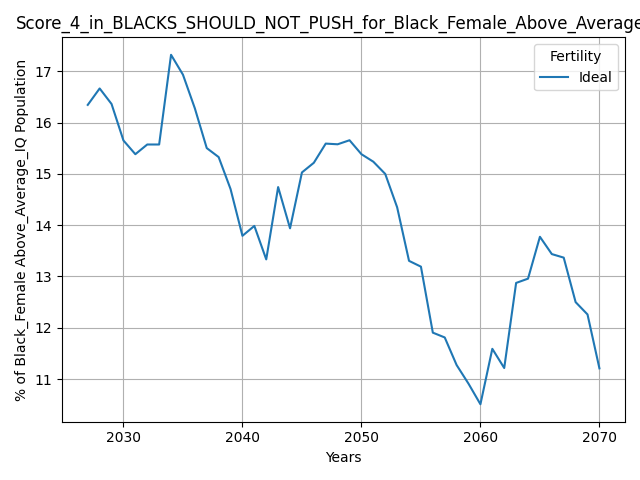 Score_4_in_BLACKS_SHOULD_NOT_PUSH_for_Black_Female_Above_Average
Fertility
Ideal
% of Black_Female Above_Average_IQ Population
17
16
15
14
13
12
11
2030 2040 2050 2060 2070
Years